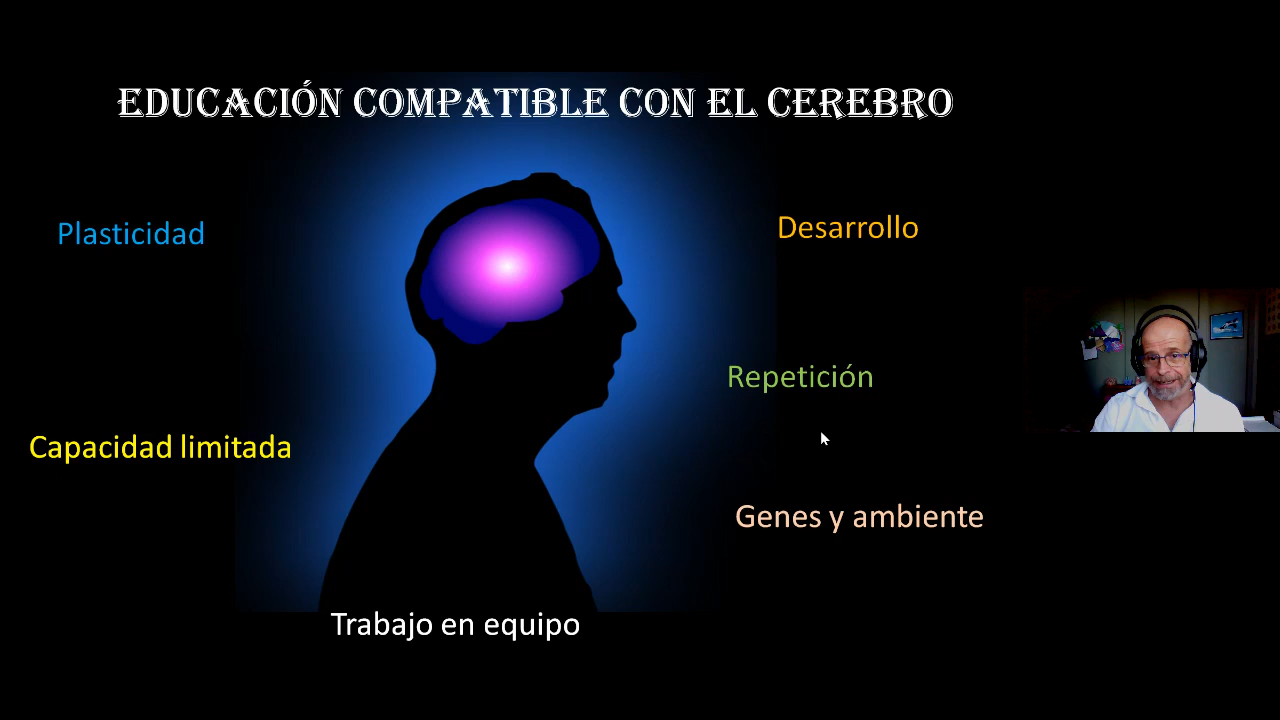 EDUCACIÓN COMPATIBLE CON EL CEREBRO
Plasticidad
Desarrollo
Repetición
Capacidad limitada
Genes y ambiente
Trabajo en equipo